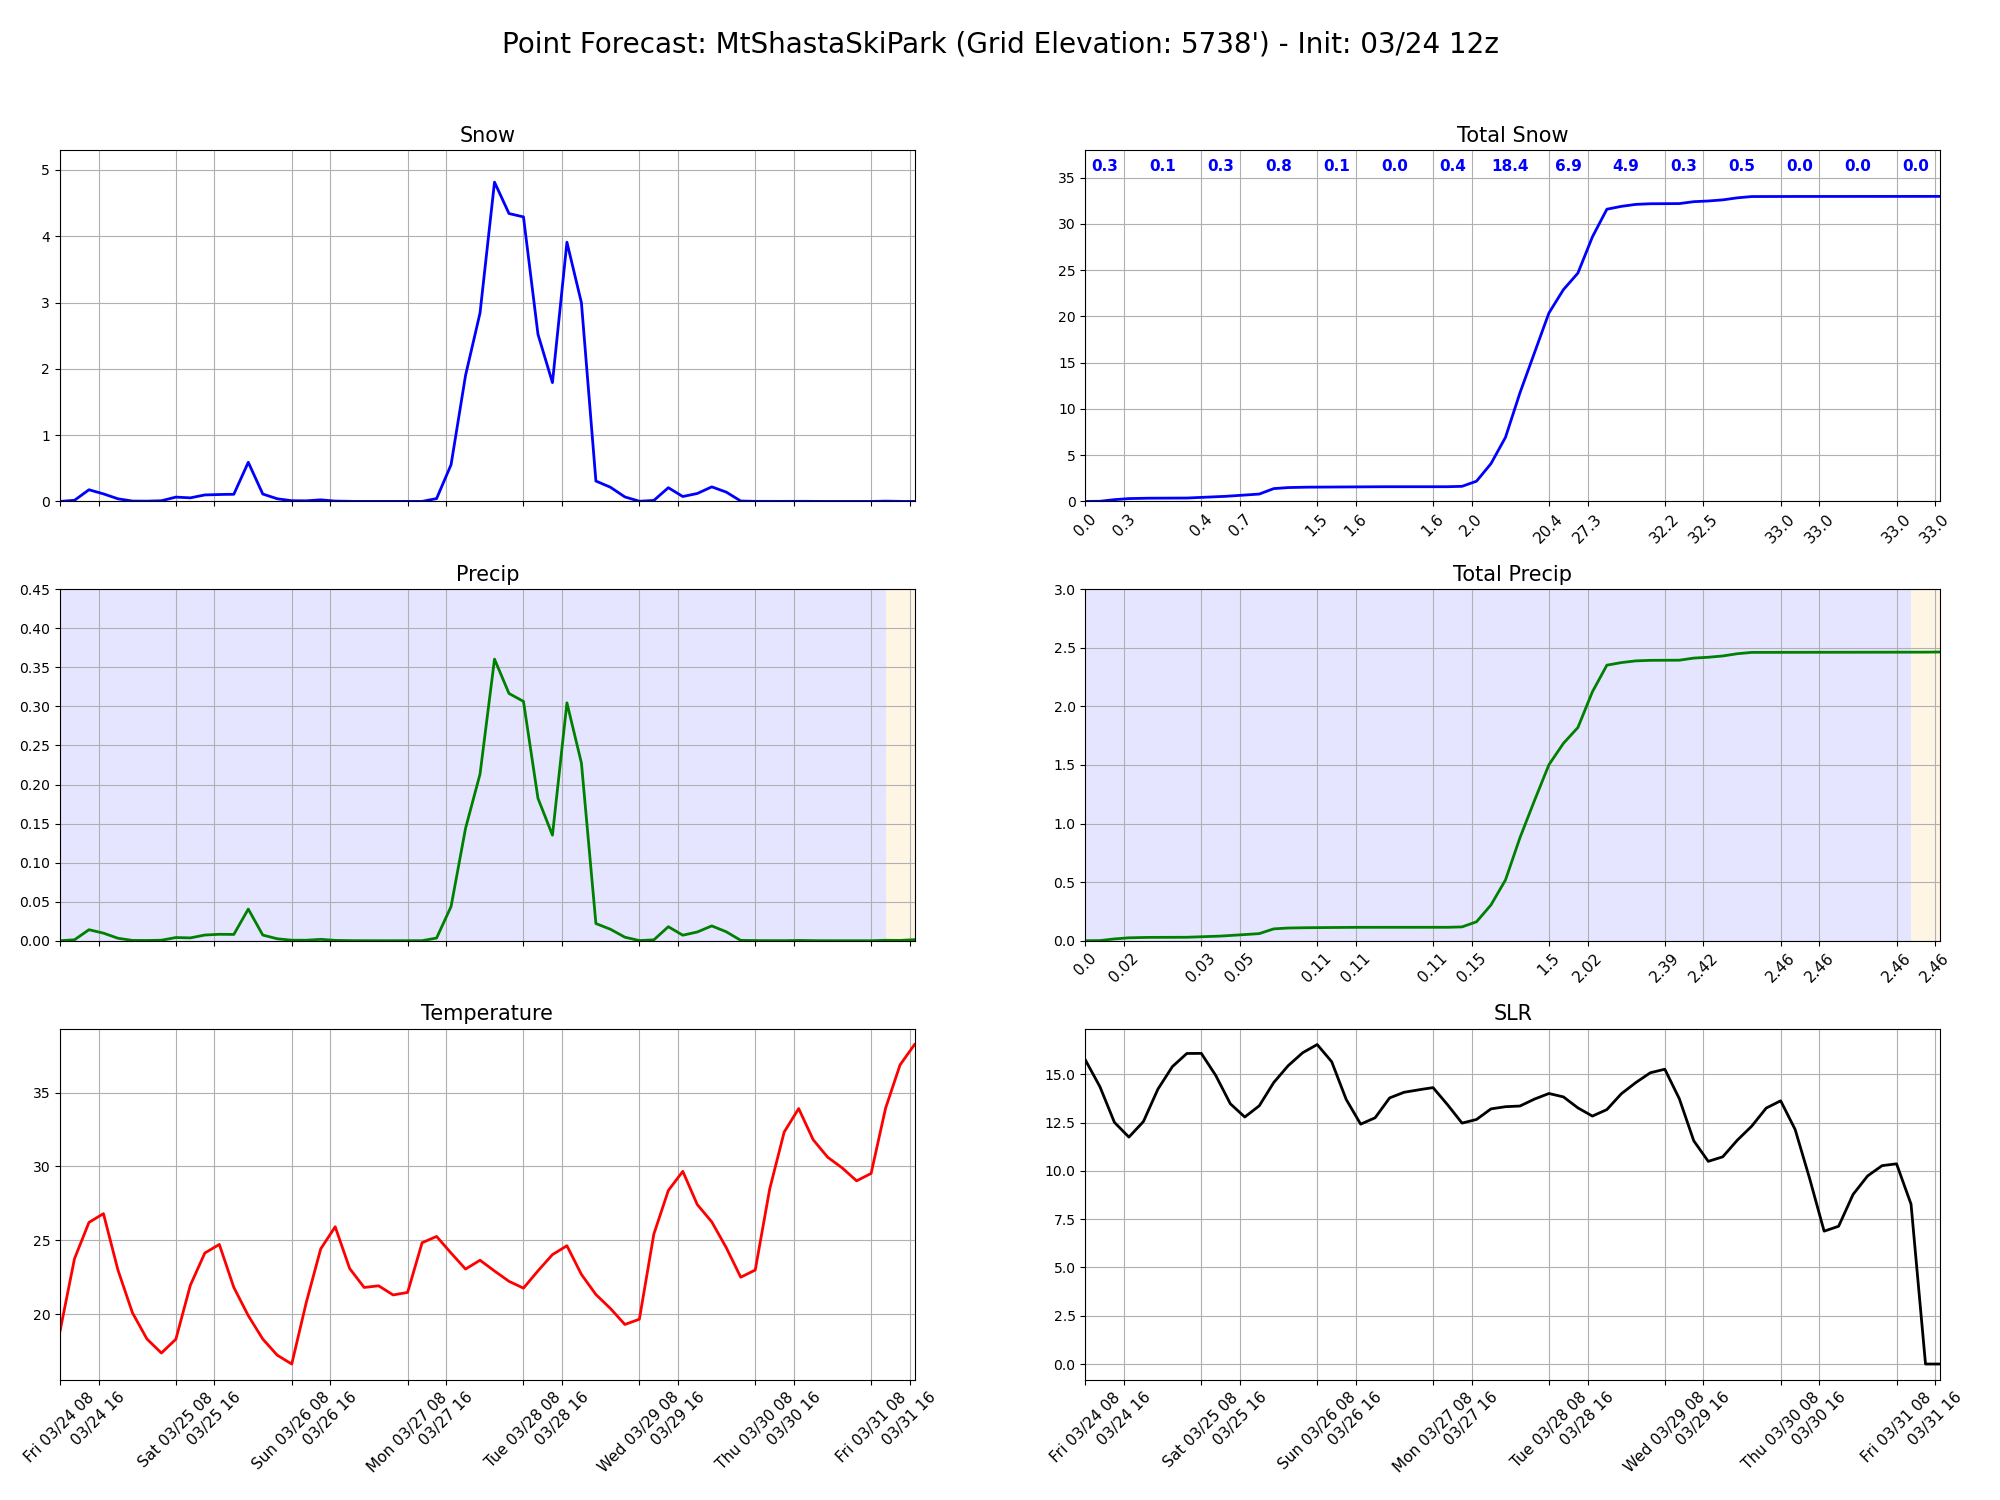 Point Forecast: MtShastaSkiPark (Grid Elevation: 5738') - Init: 03/24 12z
Snow
5
4
3
2
1
0
Total Snow
0.3 0.1 0.3 0.8 0.1 0.0 0.4 18.4 6.9 4.9 0.3 0.5 0.0 0.0 0.0
35
30
25
20
15
10
5
0
0.0 0.3 0.4 0.7 1.5 1.6 1.6 2.0 20.4 27.3 32.2 32.5 33.0 33.0 33.0 33.0
Precip
0.45
0.40
0.35
0.30
0.25
0.20
0.15
0.10
0.05
0.00
Total Precip
3.0
2.5
2.0
1.5
1.0
0.5
0.0
0.0 0.02 0.03 0.05 0.11 0.11 0.11 0.15 1.5 2.02 2.39 2.42 2.46 2.46 2.46 2.46
Temperature
35
30
25
20
Fri 03/24 08
03/24 16
Sat 03/25 08
03/25 16
Sun 03/26 08
03/26 16
Mon 03/27 08
03/27 16
Tue 03/28 08
03/28 16
Wed 03/29 08
03/29 16
Thu 03/30 08
03/30 16
Fri 03/31 08
03/31 16
SLR
15.0
12.5
10.0
7.5
5.0
2.5
0.0
Fri 03/24 08
03/24 16
Sat 03/25 08
03/25 16
Sun 03/26 08
03/26 16
Mon 03/27 08
03/27 16
Tue 03/28 08
03/28 16
Wed 03/29 08
03/29 16
Thu 03/30 08
03/30 16
Fri 03/31 08
03/31 16